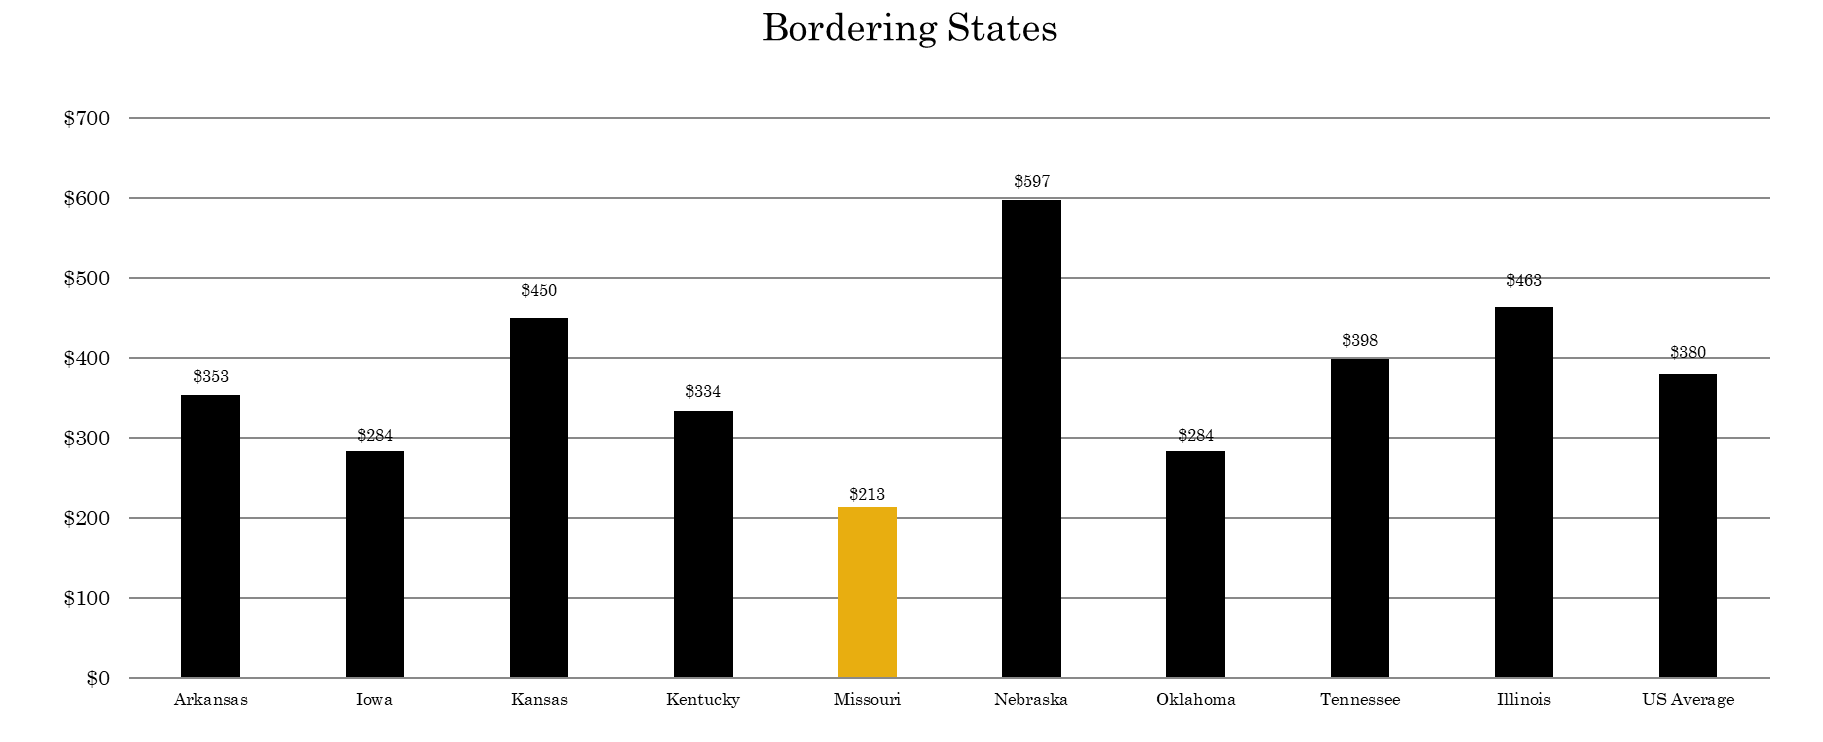 Bordering States
$700
$600
$500
$400
$300
$200
$100
$0
$353
$284
$450
$334
$213
$597
$284
$398
$463
$380
Arkansas
Iowa
Kansas
Kentucky
Missouri
Nebraska
Oklahoma
Tennessee
Illinois
US Average